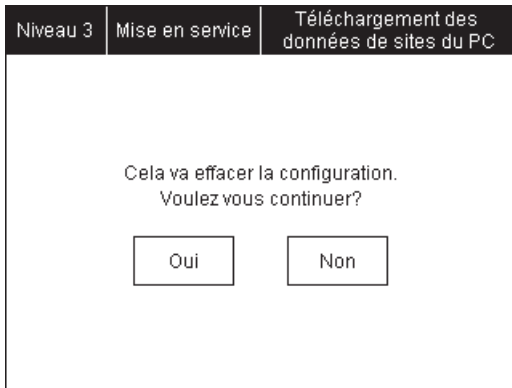 Niveau 3
Mise en service
Téléchargement des
données de sites du PC
Cela va effacer la configuration.
Voulez vous continuer?
Oui
Non